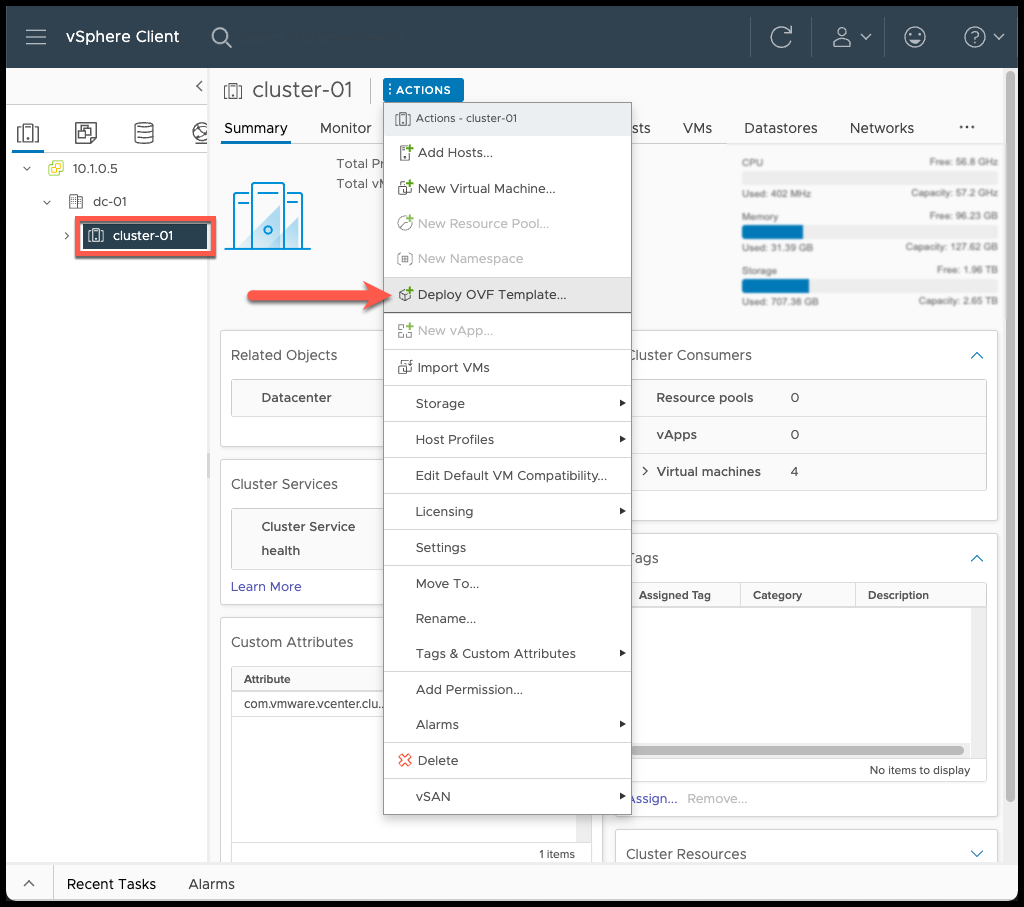 vSphere Client
cluster-01
ACTIONS
Summary
Monitor
sts
VMs
Datastores
Networks
10.1.0.5
dc-01
cluster-01
Total Pr
Total vM
Actions - cluster-01
Add Hosts...
New Virtual Machine...
New Resource Pool...
New Namespace
Deploy OVF Template...
New vApp...
Import VMs
Storage
Host Profiles
Edit Default VM Compatibility...
Licensing
Settings
Move To...
Rename...
Tags & Custom Attributes
Add Permission...
Alarms
Delete
vSAN
CPU
Free: 56.8 GHz
Used: 402 MHz
Capacity: 57.2 GHz
Memory
Free: 96.23 GB
Used: 31.39 GB
Capacity: 127.62 GB
Storage
Free: 1.96 TB
Used: 707.38 GB
Capacity: 2.65 TB
Related Objects
Datacenter
Cluster Services
Cluster Service
health
Learn More
Custom Attributes
Attribute
com.vmware.vcenter.clu...
1 items
Cluster Consumers
Resource pools 0
vApps 0
Virtual machines 4
Tags
Assigned Tag Category Description
No items to display
Assign... Remove...
Cluster Resources
Recent Tasks
Alarms